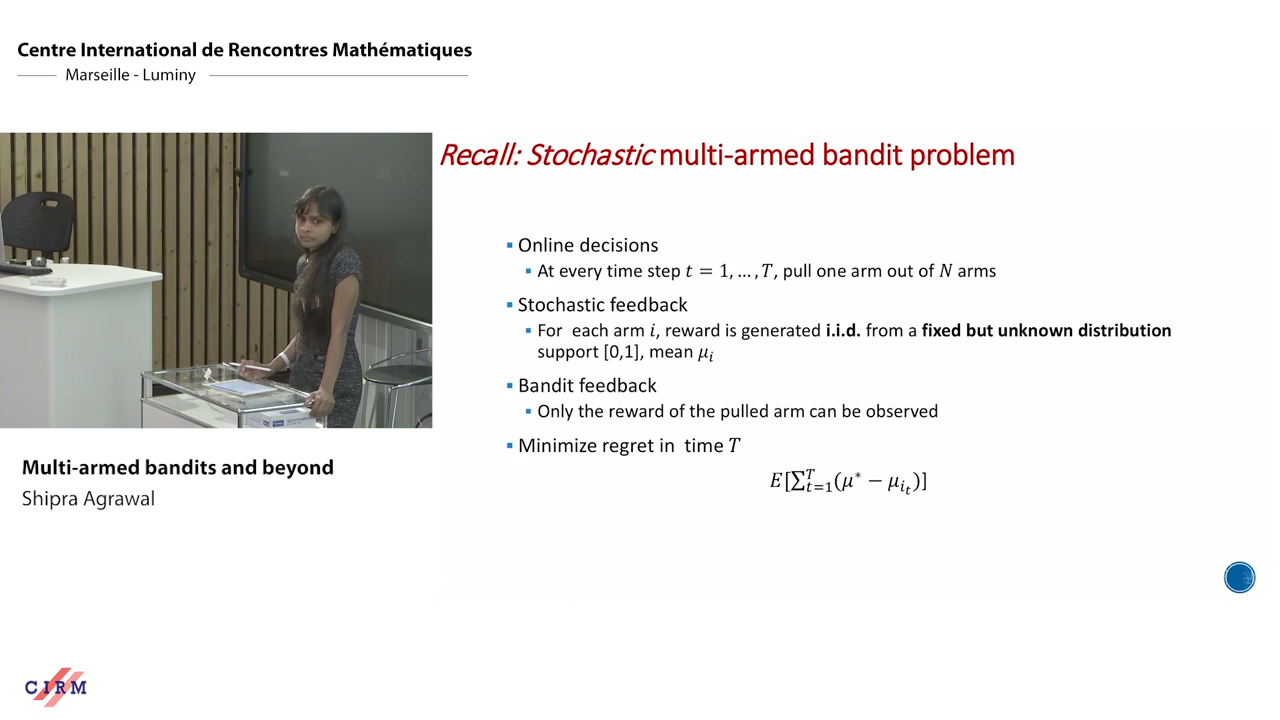 Centre International de Rencontres Mathématiques
Marseille - Luminy
Recall: Stochastic multi-armed bandit problem
▪ Online decisions
▪ At every time step 𝑡 = 1, … , 𝑇, pull one arm out of 𝑁 arms
▪ Stochastic feedback
▪ For each arm 𝑖, reward is generated i.i.d. from a fixed but unknown distribution
support [0,1], mean 𝜇ᵢ
▪ Bandit feedback
▪ Only the reward of the pulled arm can be observed
▪ Minimize regret in time 𝑇
𝐸[∑_{𝑡=1}^{𝑇}(𝜇* − 𝜇_{𝑖_𝑡})]
Multi-armed bandits and beyond
Shipra Agrawal
CIRM